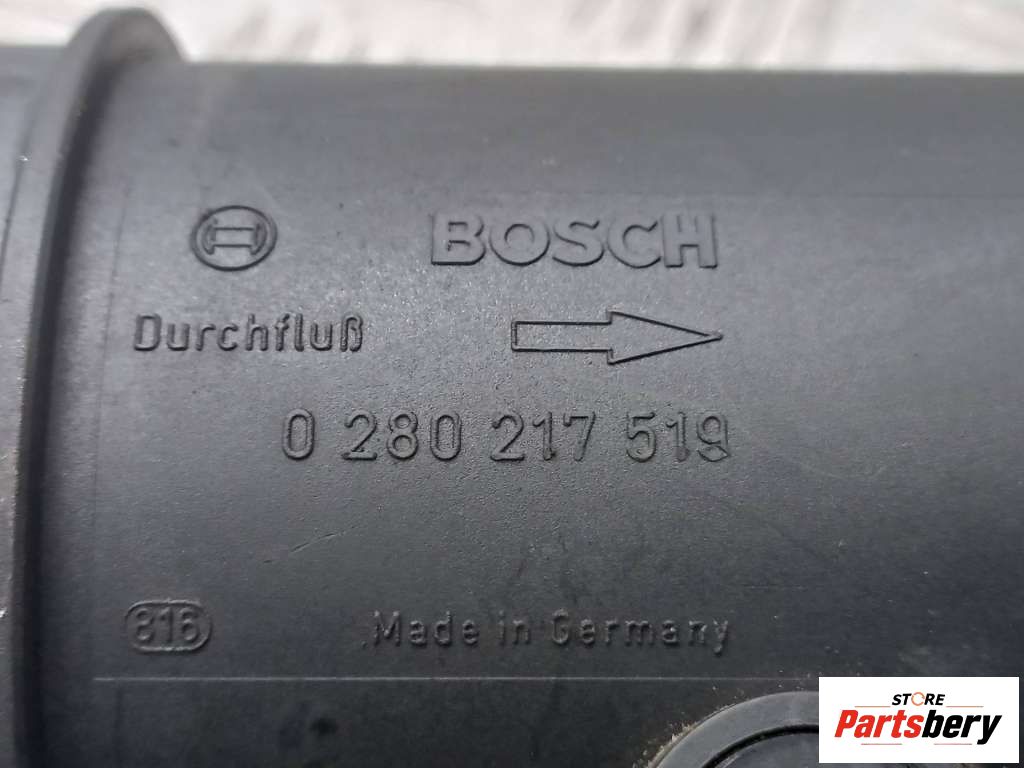 BOSCH
Durchfluß
0 280 217 519
816
Made in Germany
STORE
Partsbery